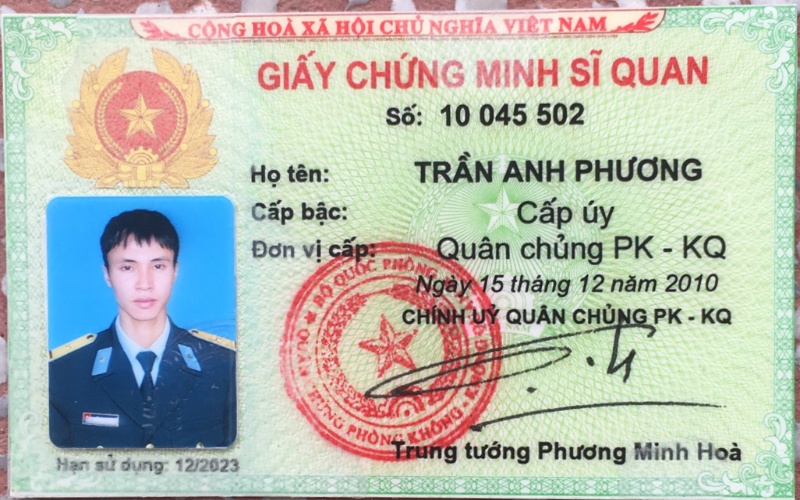 CỘNG HOÀ XÃ HỘI CHỦ NGHĨA VIỆT NAM
GIẤY CHỨNG MINH SĨ QUAN
Số: 10 045 502
Họ tên: TRẦN ANH PHƯƠNG
Cấp bậc: Cấp úy
Đơn vị cấp: Quân chủng PK - KQ
Ngày 15 tháng 12 năm 2010
CHÍNH UỶ QUÂN CHỦNG PK - KQ
BỘ QUỐC PHÒNG
PHÒNG KHÔNG
Trung tướng Phương Minh Hoà
Hạn sử dụng: 12/2023